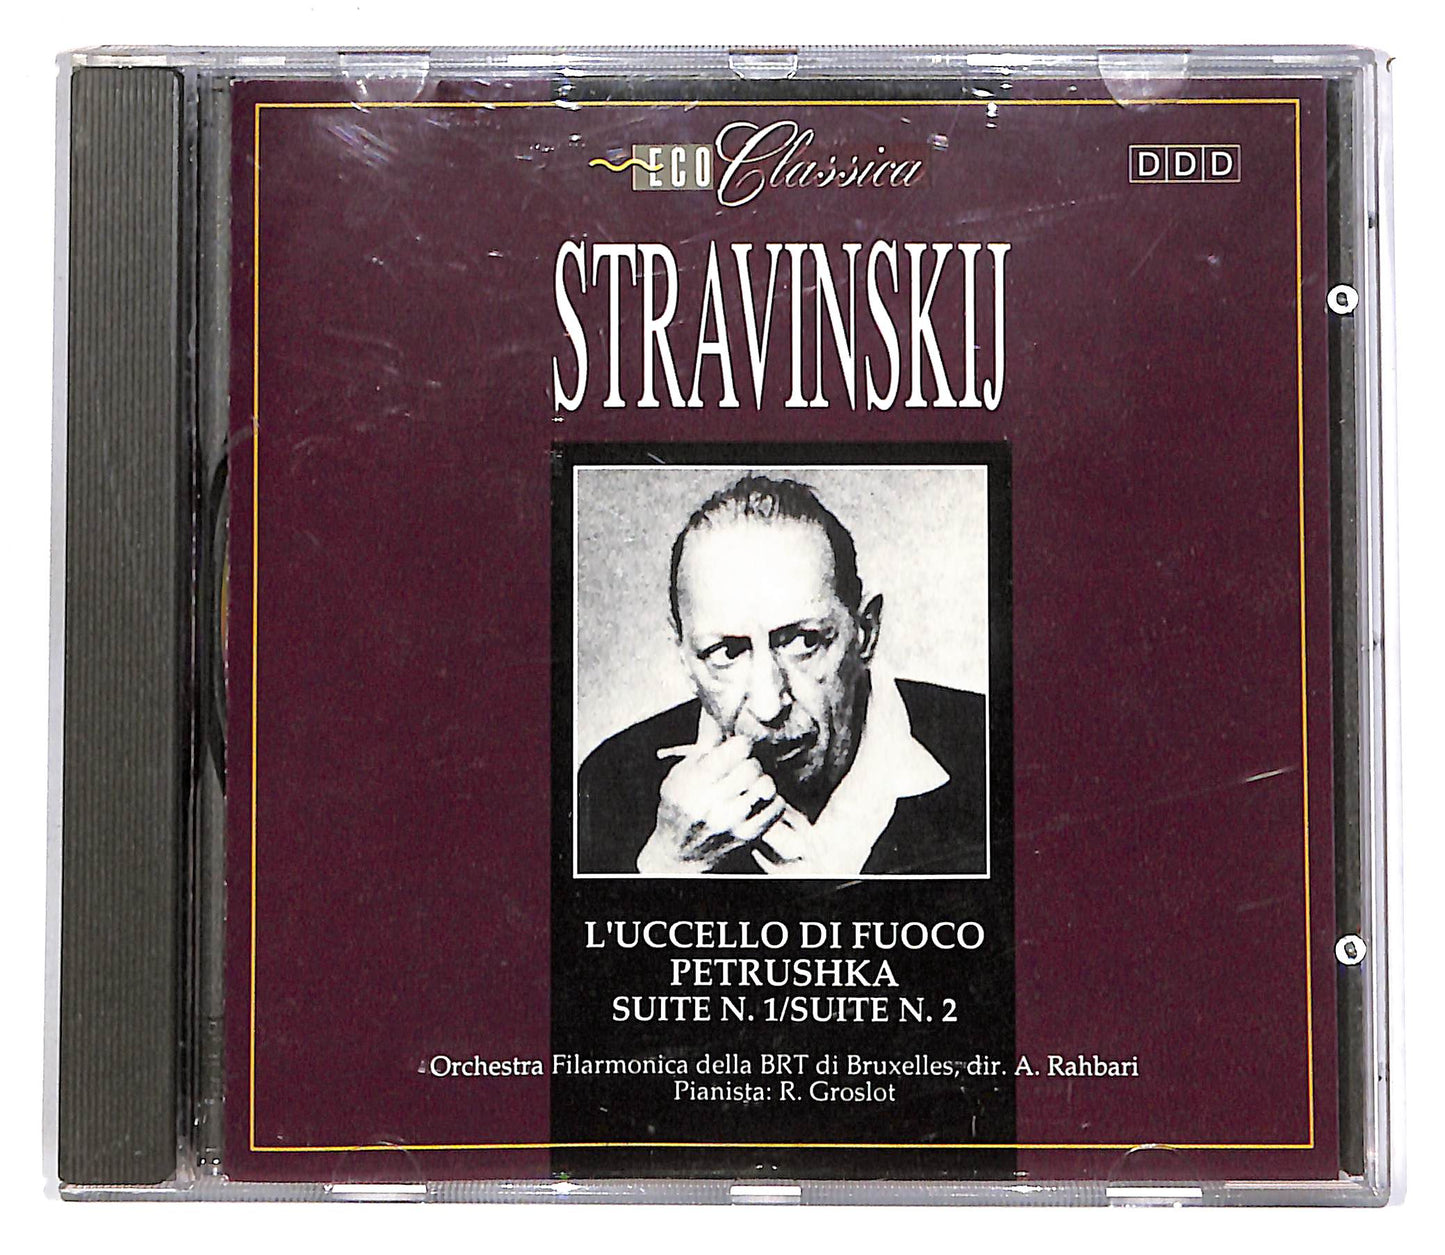 ECO Classica
DDD
STRAVINSKIJ
L'UCCELLO DI FUOCO
PETRUSHKA
SUITE N. 1/SUITE N. 2
Orchestra Filarmonica della BRT di Bruxelles, dir. A. Rahbari
Pianista: R. Groslot